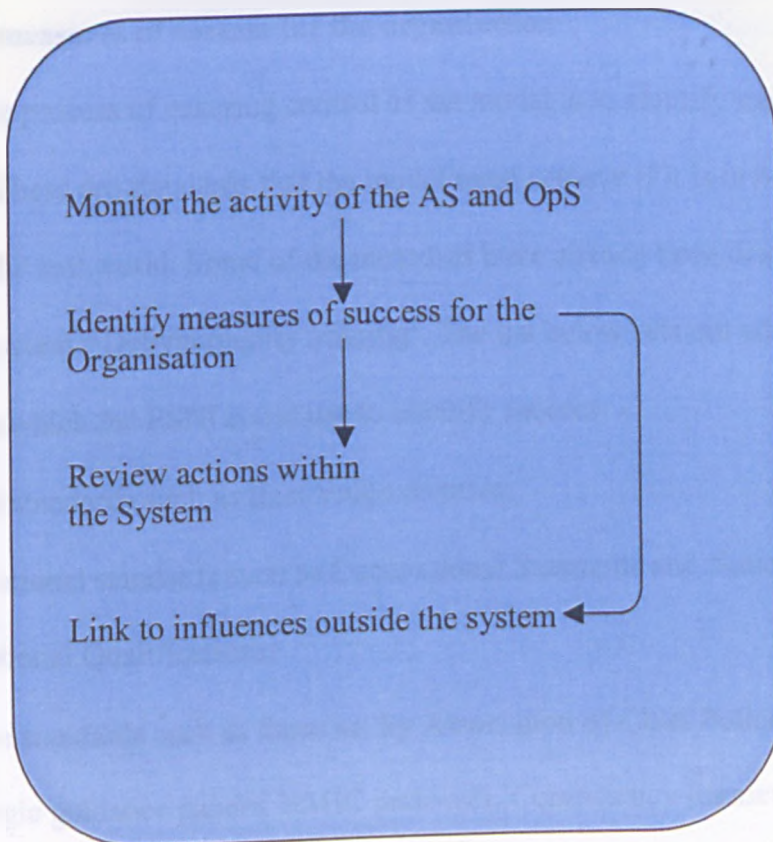 Monitor the activity of the AS and OpS
Identify measures of success for the
Organisation
Review actions within
the System
Link to influences outside the system